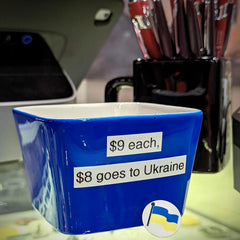 $9 each,
$8 goes to Ukraine